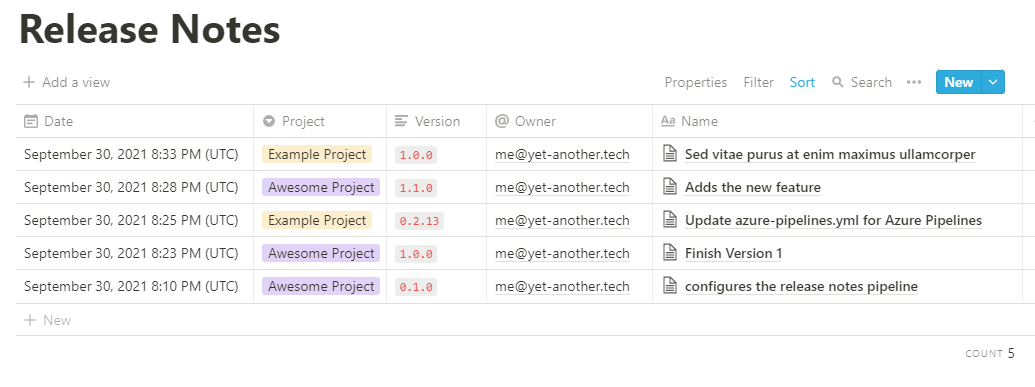 Release Notes
Add a view Properties Filter Sort Search New
Date Project Version Owner Aa Name
September 30, 2021 8:33 PM (UTC) Example Project 1.0.0 me@yet-another.tech Sed vitae purus at enim maximus ullamcorper
September 30, 2021 8:28 PM (UTC) Awesome Project 1.1.0 me@yet-another.tech Adds the new feature
September 30, 2021 8:25 PM (UTC) Example Project 0.2.13 me@yet-another.tech Update azure-pipelines.yml for Azure Pipelines
September 30, 2021 8:23 PM (UTC) Awesome Project 1.0.0 me@yet-another.tech Finish Version 1
September 30, 2021 8:10 PM (UTC) Awesome Project 0.1.0 me@yet-another.tech configures the release notes pipeline
New
COUNT 5